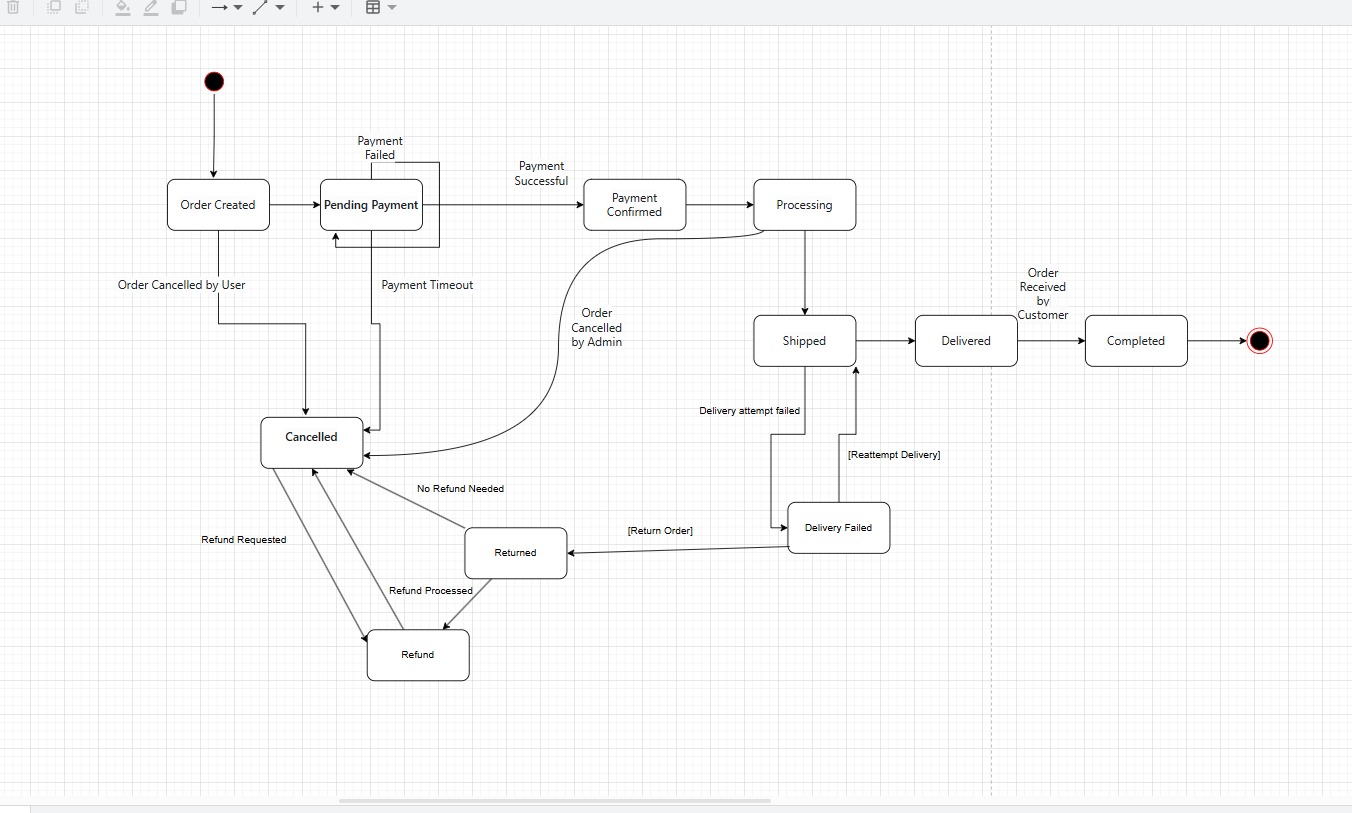 Payment
Failed
Payment
Successful
Order Created
Pending Payment
Payment
Confirmed
Processing
Order Cancelled by User
Payment Timeout
Order
Cancelled
by Admin
Order
Received
by
Customer
Shipped
Delivered
Completed
Delivery attempt failed
Cancelled
[Reattempt Delivery]
No Refund Needed
Refund Requested
[Return Order]
Delivery Failed
Returned
Refund Processed
Refund